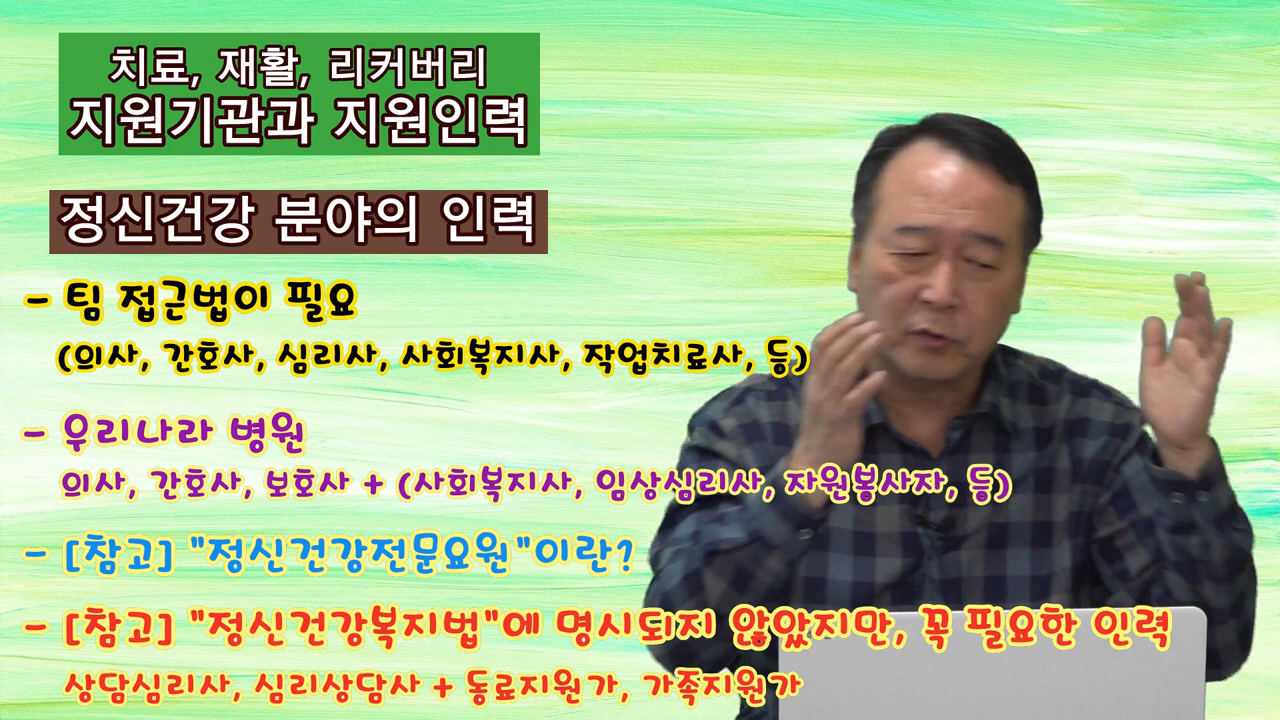 치료, 재활, 리커버리
지원기관과 지원인력
정신건강 분야의 인력
- 팀 접근법이 필요
(의사, 간호사, 심리사, 사회복지사, 작업치료사, 등)
- 우리나라 병원
의사, 간호사, 보호사 + (사회복지사, 임상심리사, 자원봉사자, 등)
- [참고] "정신건강전문요원"이란?
- [참고] "정신건강복지법"에 명시되지 않았지만, 꼭 필요한 인력
상담심리사, 심리상담사 + 동료지원가, 가족지원가